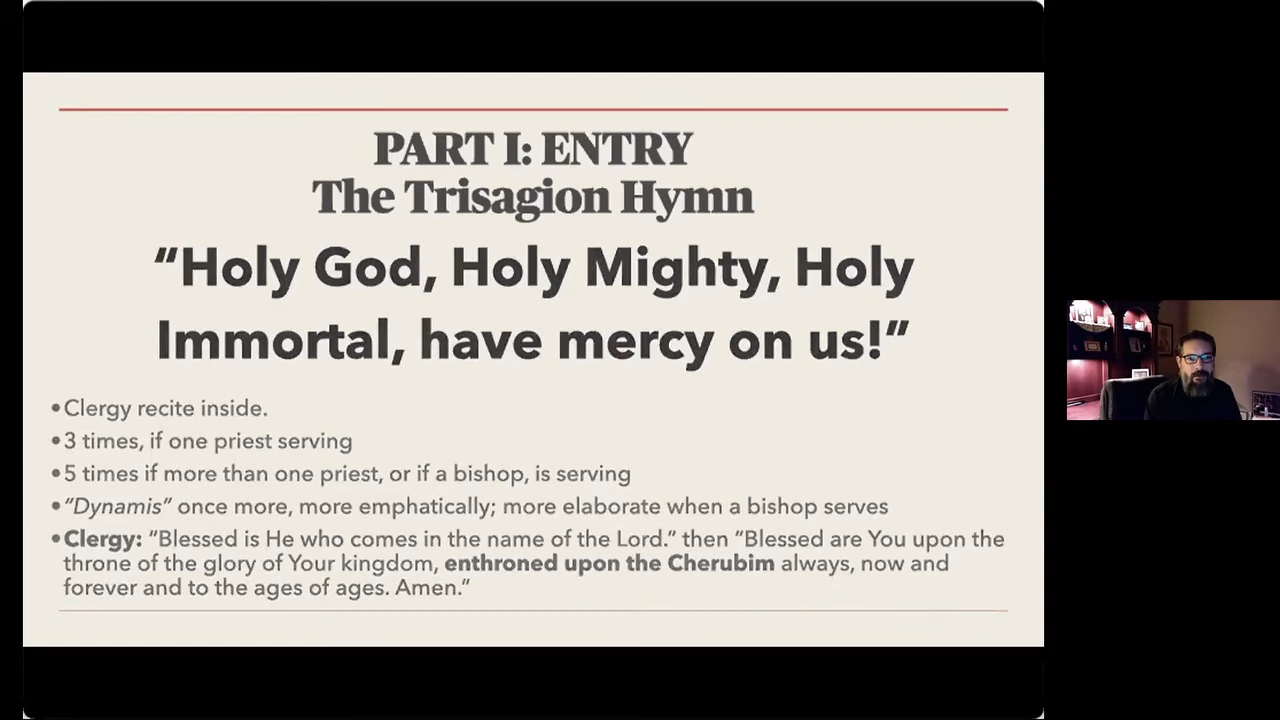 PART I: ENTRY
The Trisagion Hymn
“Holy God, Holy Mighty, Holy
Immortal, have mercy on us!”
•Clergy recite inside.
•3 times, if one priest serving
•5 times if more than one priest, or if a bishop, is serving
•“Dynamis” once more, more emphatically; more elaborate when a bishop serves
•Clergy: “Blessed is He who comes in the name of the Lord.” then “Blessed are You upon the
throne of the glory of Your kingdom, enthroned upon the Cherubim always, now and
forever and to the ages of ages. Amen.”